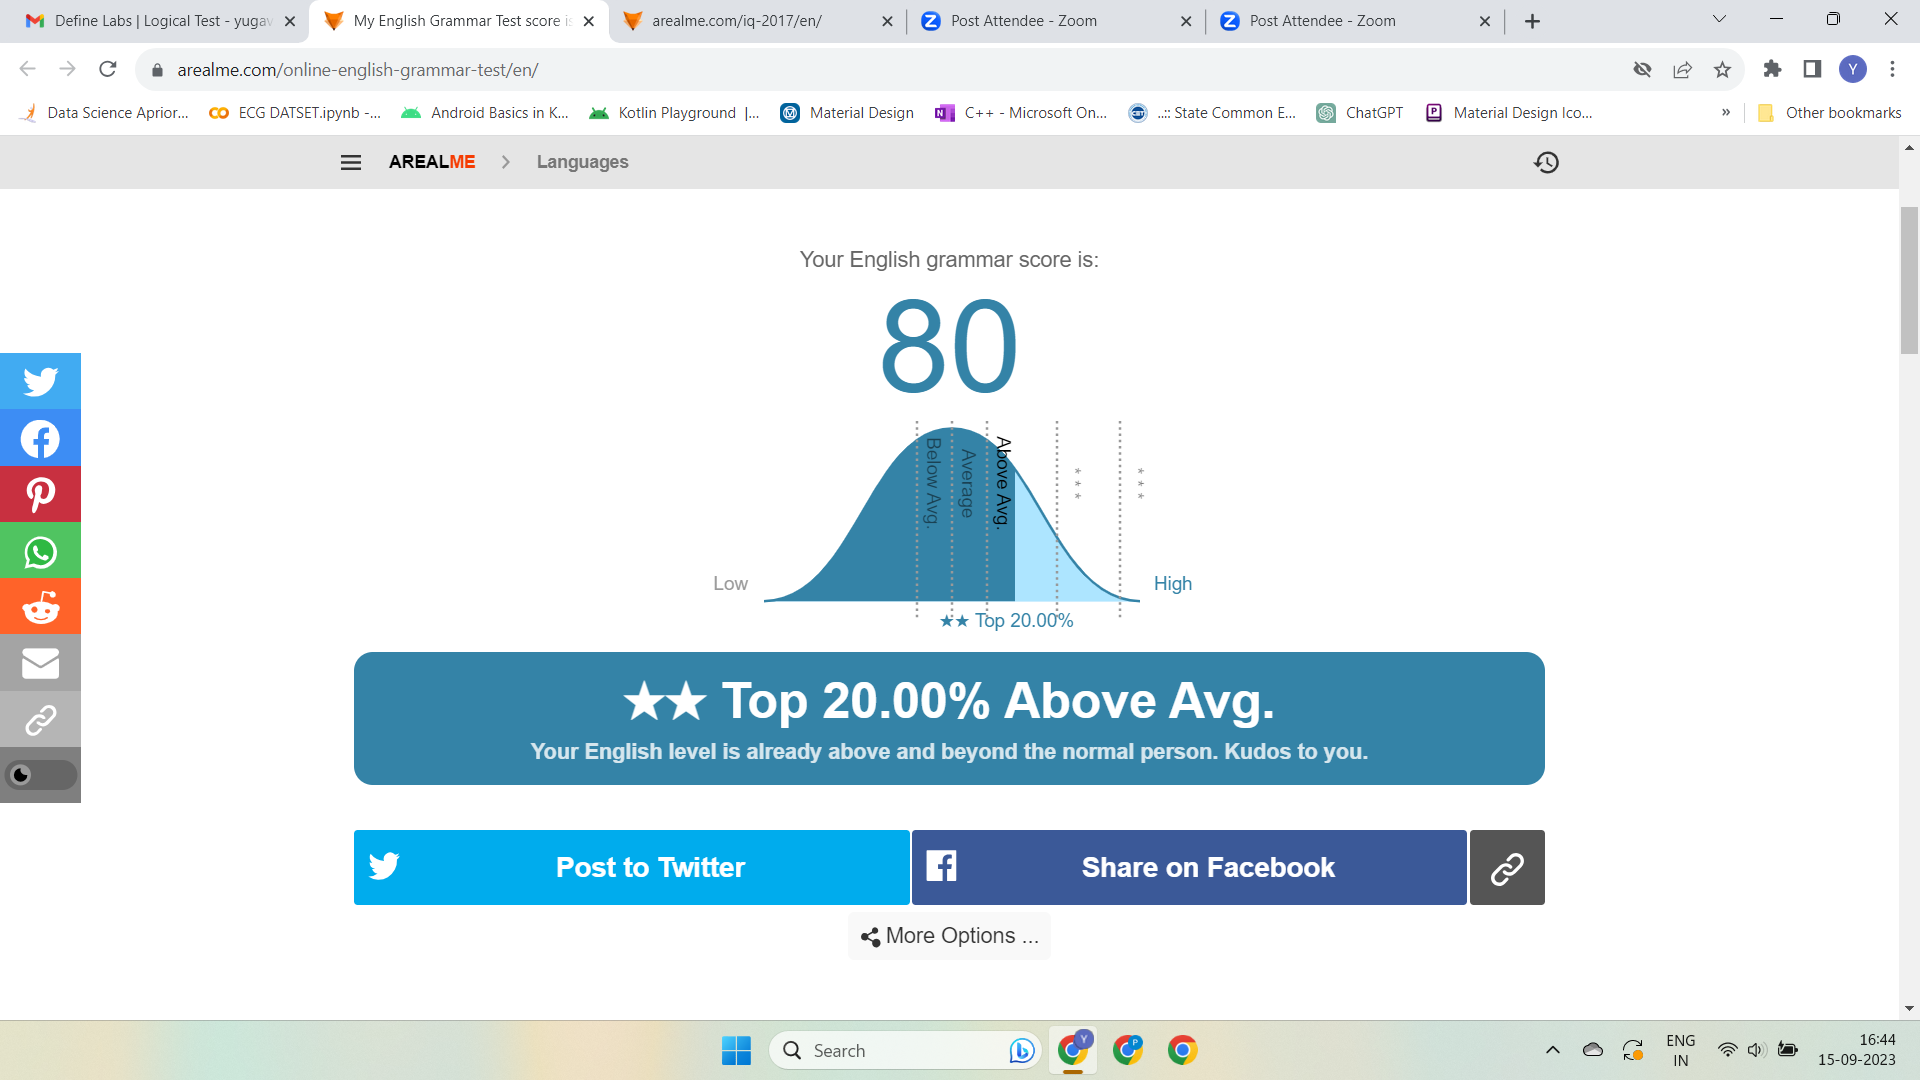 Define Labs | Logical Test - yugav
My English Grammar Test score is
arealme.com/iq-2017/en/
Post Attendee - Zoom
Post Attendee - Zoom
arealme.com/online-english-grammar-test/en/
Y
Data Science Aprior...
ECG DATSET.ipynb -...
Android Basics in K...
Kotlin Playground |...
Material Design
C++ - Microsoft On...
..:: State Common E...
ChatGPT
Material Design Ico...
»
Other bookmarks
AREALME
Languages
Your English grammar score is:
80
Below Avg.
Average
Above Avg.
***
***
Low
High
★★ Top 20.00%
★★ Top 20.00% Above Avg.
Your English level is already above and beyond the normal person. Kudos to you.
Post to Twitter
Share on Facebook
More Options ...
Search
ENG
IN
16:44
15-09-2023